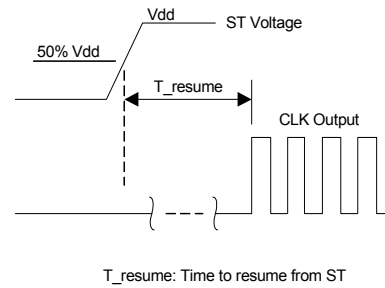 Vdd
ST Voltage
50% Vdd
T_resume
CLK Output
T_resume: Time to resume from ST